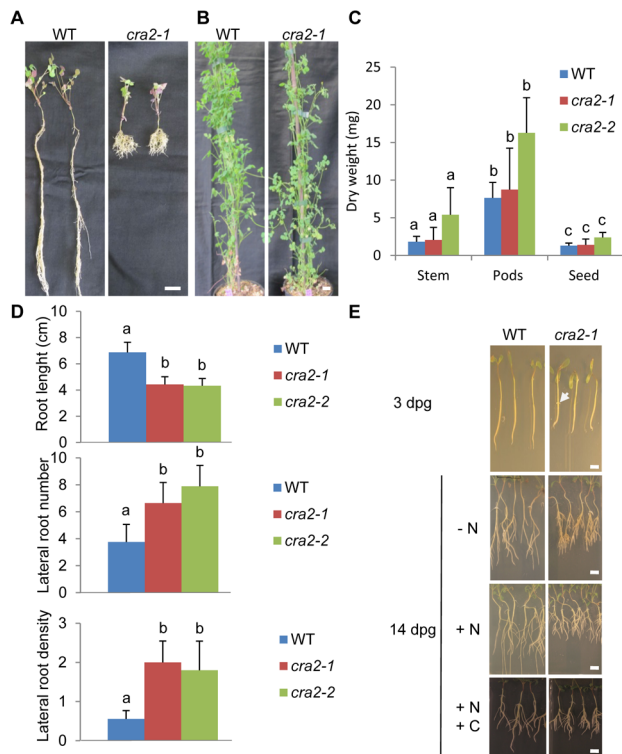 A
WT
cra2-1
B
WT
cra2-1
C
Dry weight (mg)
25
20
15
10
5
0
a
a
a
b
b
b
c
c
c
Stem
Pods
Seed
WT
cra2-1
cra2-2
D
Root lenght (cm)
10
8
6
4
2
0
a
b
b
WT
cra2-1
cra2-2
Lateral root number
10
8
6
4
2
0
a
b
b
WT
cra2-1
cra2-2
Lateral root density
3
2
1
0
a
b
b
WT
cra2-1
cra2-2
E
WT
cra2-1
3 dpg
14 dpg
- N
+ N
+ N
+ C